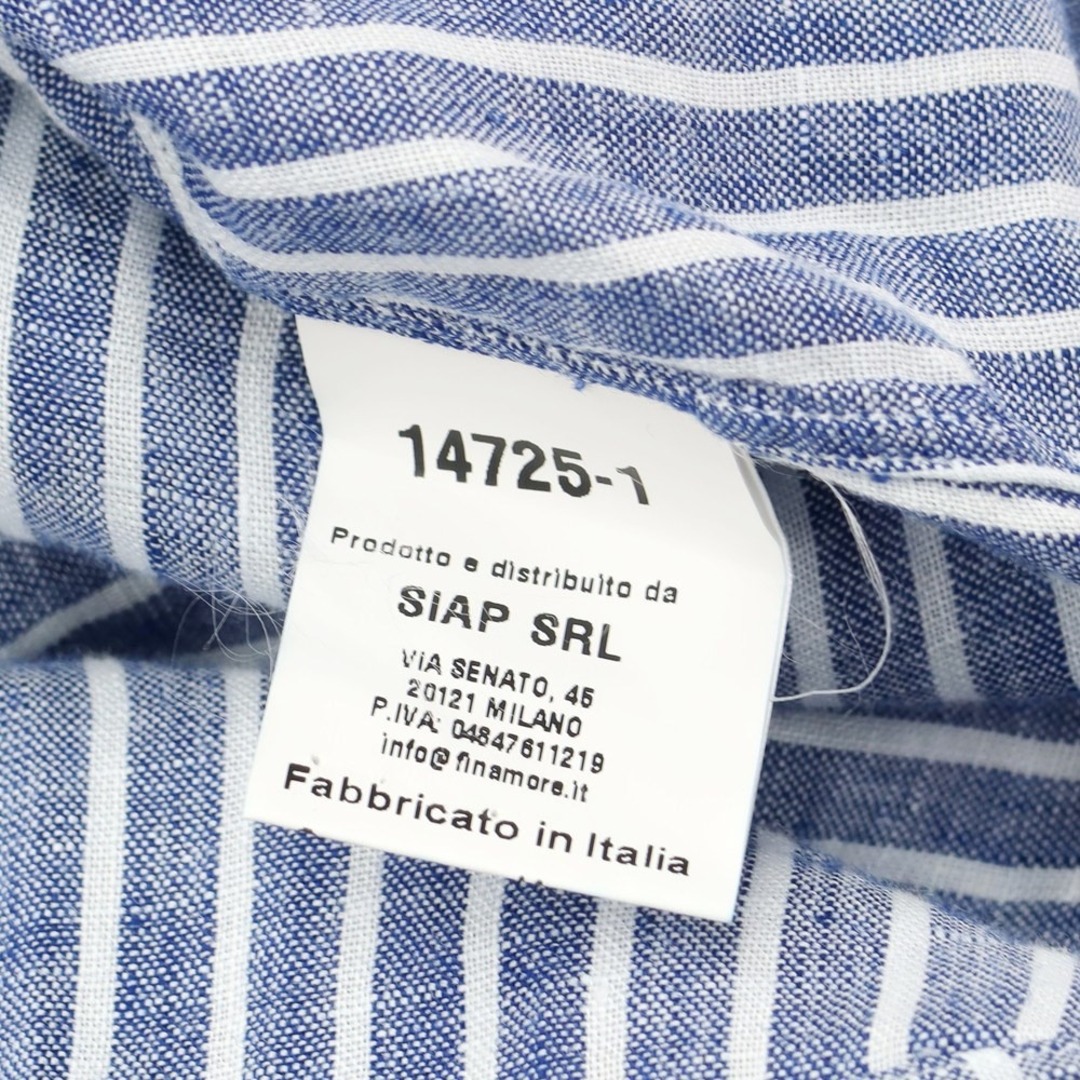 14725-1
Prodotto e distribuito da
SiAP SRL
ViA SENATO, 45
20121 MILANO
P.IVA: 04847611219
info@finamore.it
Fabbricato in Italia